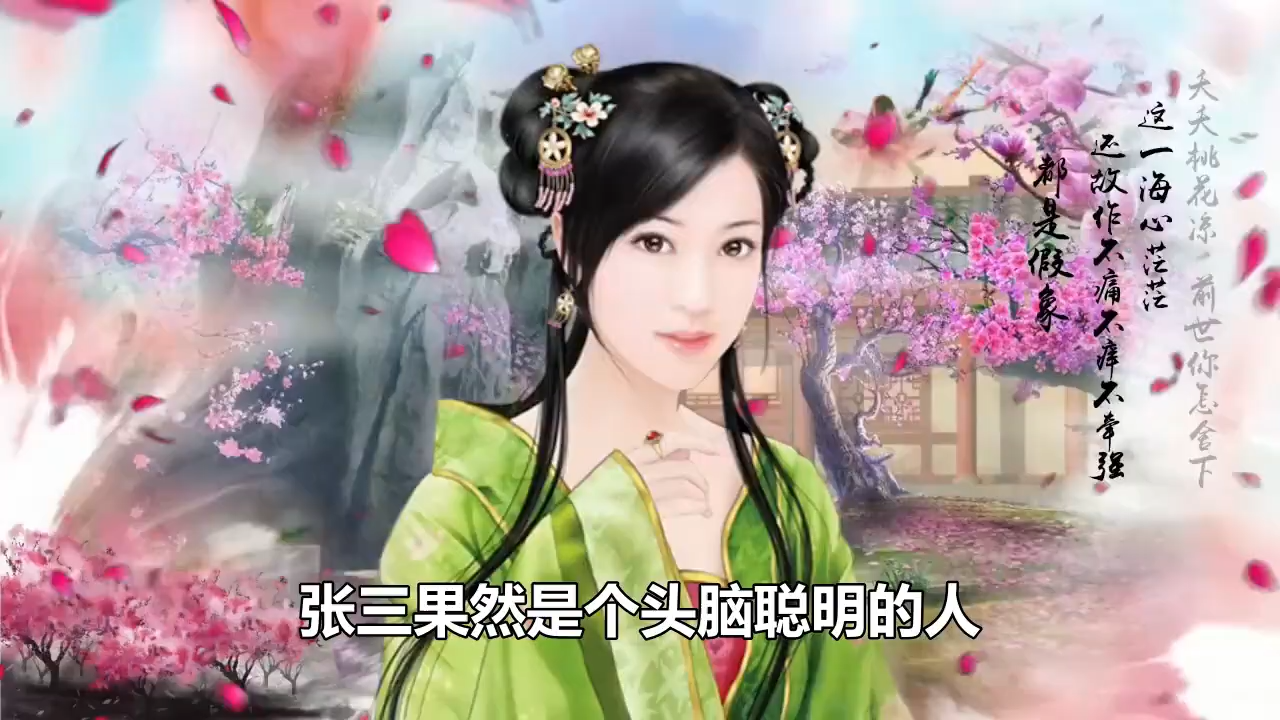 夭夭桃花凉,前世你怎舍下
这一海心茫茫
还故作不痛不痒不牵强
都是假象
张三果然是个头脑聪明的人